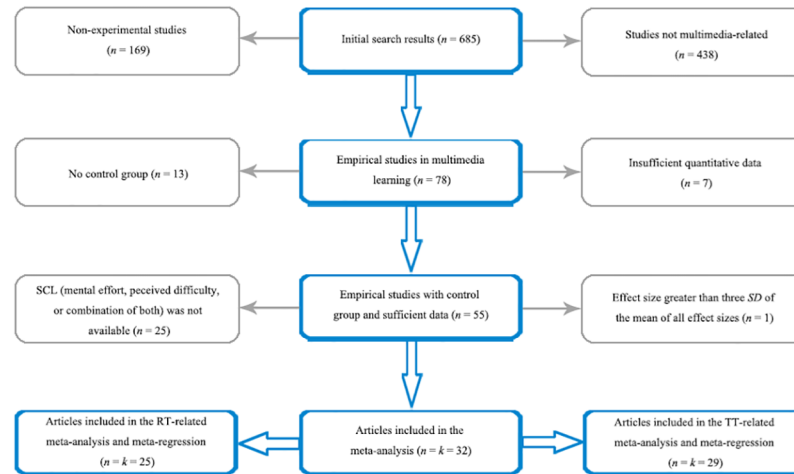 Non-experimental studies
(n = 169)
Initial search results (n = 685)
Studies not multimedia-related
(n = 438)
No control group (n = 13)
Empirical studies in multimedia
learning (n = 78)
Insufficient quantitative data
(n = 7)
SCL (mental effort, peceived difficulty,
or combination of both) was not
available (n = 25)
Empirical studies with control
group and sufficient data (n = 55)
Effect size greater than three SD of
the mean of all effect sizes (n = 1)
Articles included in the RT-related
meta-analysis and meta-regression
(n = k = 25)
Articles included in the
meta-analysis (n = k = 32)
Articles included in the TT-related
meta-analysis and meta-regression
(n = k = 29)